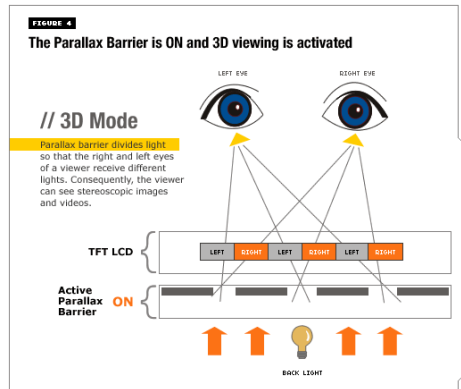 FIGURE 4
The Parallax Barrier is ON and 3D viewing is activated
LEFT EYE
RIGHT EYE
// 3D Mode
Parallax barrier divides light
so that the right and left eyes
of a viewer receive different
lights. Consequently, the viewer
can see stereoscopic images
and videos.
TFT LCD
LEFT RIGHT LEFT RIGHT LEFT RIGHT
Active
Parallax ON
Barrier
BACK LIGHT